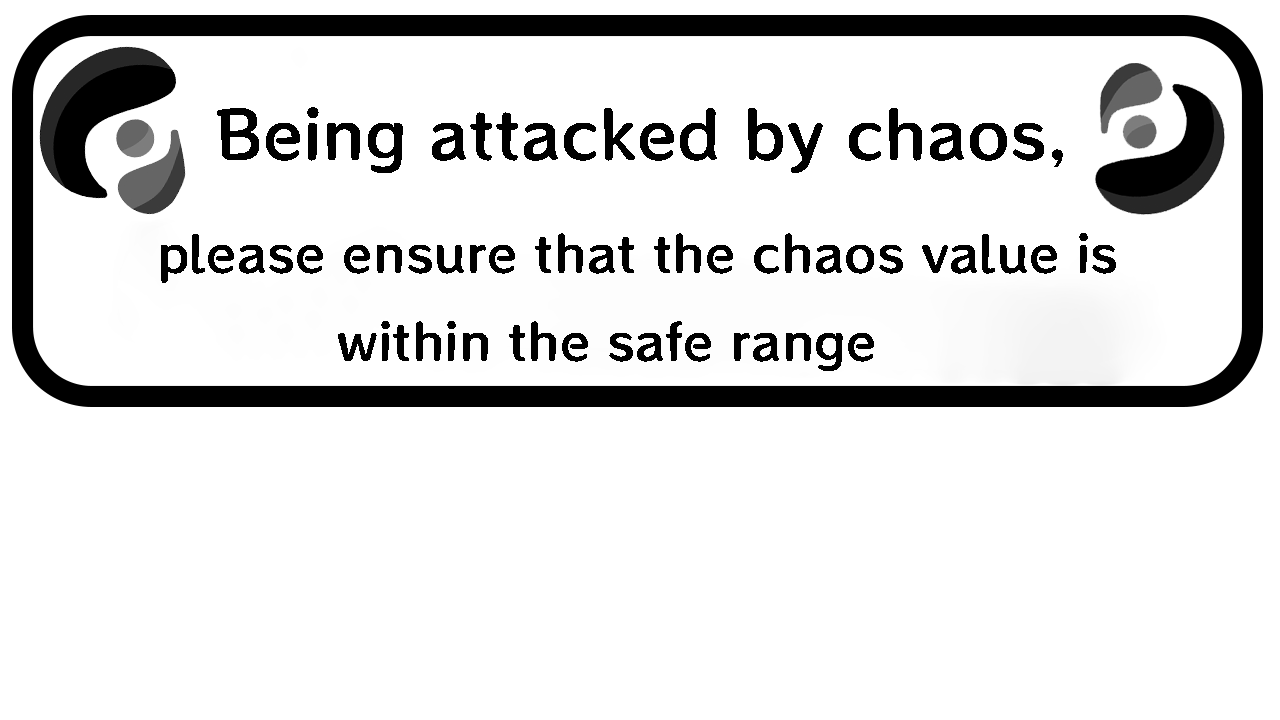 Being attacked by chaos,
please ensure that the chaos value is
within the safe range